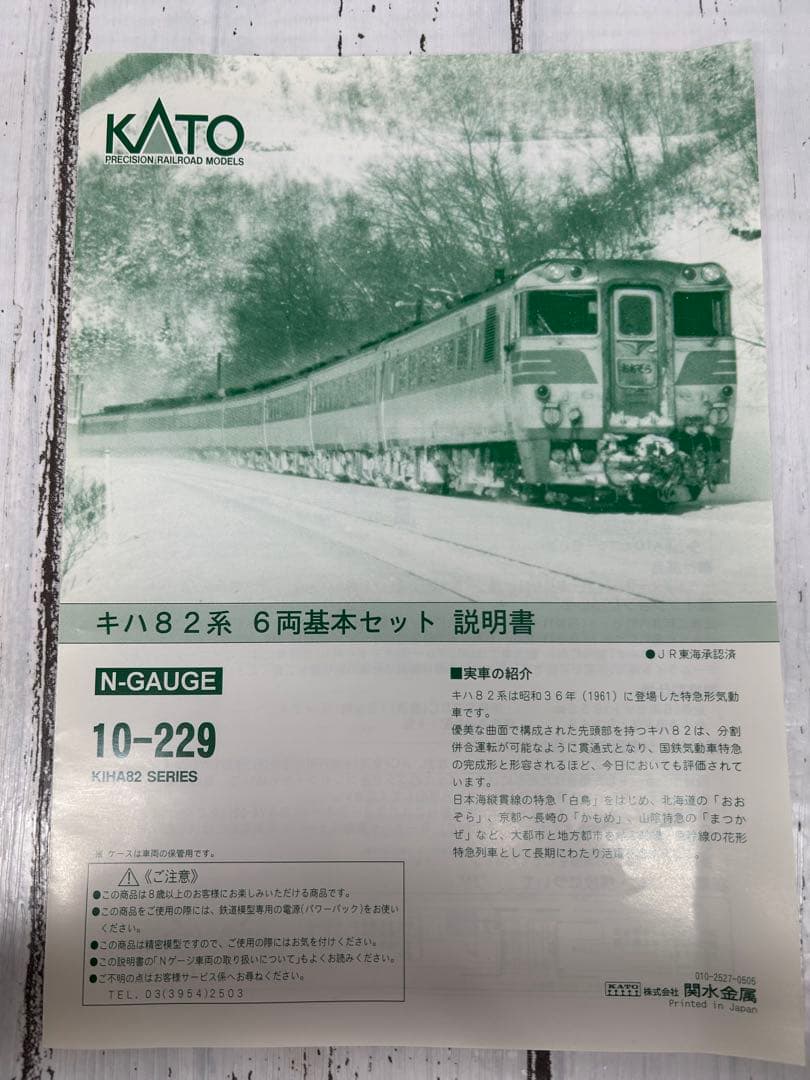 KATO
PRECISION RAILROAD MODELS
おおぞら
キハ82系 6両基本セット 説明書
●JR東海承認済
N-GAUGE
10-229
KIHA82 SERIES
■実車の紹介
キハ82系は昭和36年(1961)に登場した特急形気動
車です。
優美な曲面で構成された先頭部を持つキハ82は、分割
併合運転が可能なように貫通式となり、国鉄気動車特急
の完成形と形容されるほど、今日においても評価されて
います。
日本海縦貫線の特急「白鳥」をはじめ、北海道の「おお
ぞら」、京都~長崎の「かもめ」、山陰特急の「まつか
ぜ」など、大都市と地方都市を 幹線の花形
特急列車として長期にわたり活躍
※ ケースは車両の保管用です。
⚠《ご注意》
●この商品は8歳以上のお客様にお楽しみいただける商品です。
●この商品をご使用の際には、鉄道模型専用の電源(パワーパック)をお使い
ください。
●この商品は精密模型ですので、ご使用の際にはお気を付けください。
●この説明書の「Nゲージ車両の取り扱いについて」もよくお読みください。
●ご不明の点はお客様サービス係へお尋ねください。
TEL. 03(3954)2503
010-2527-0505
KATO 株式会社 関水金属
Printed in Japan